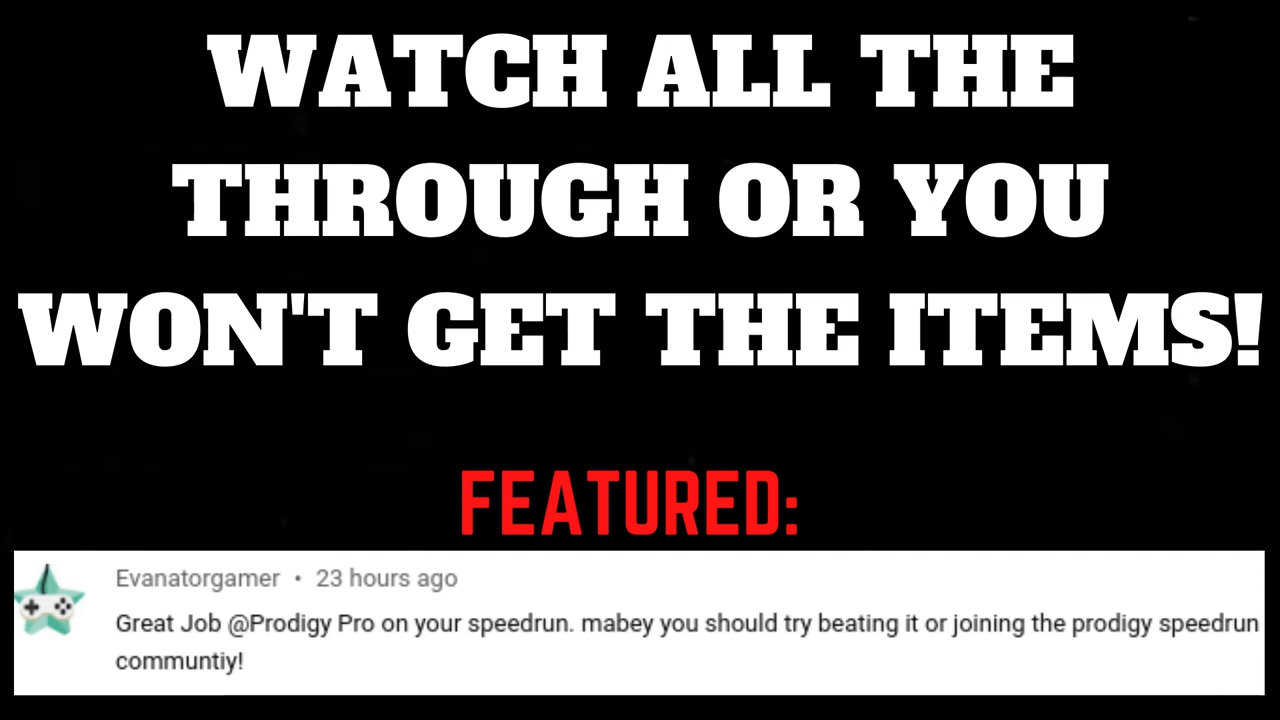 WATCH ALL THE
THROUGH OR YOU
WON'T GET THE ITEMS!
FEATURED:
Evanatorgamer • 23 hours ago
Great Job @Prodigy Pro on your speedrun. mabey you should try beating it or joining the prodigy speedrun
communtiy!